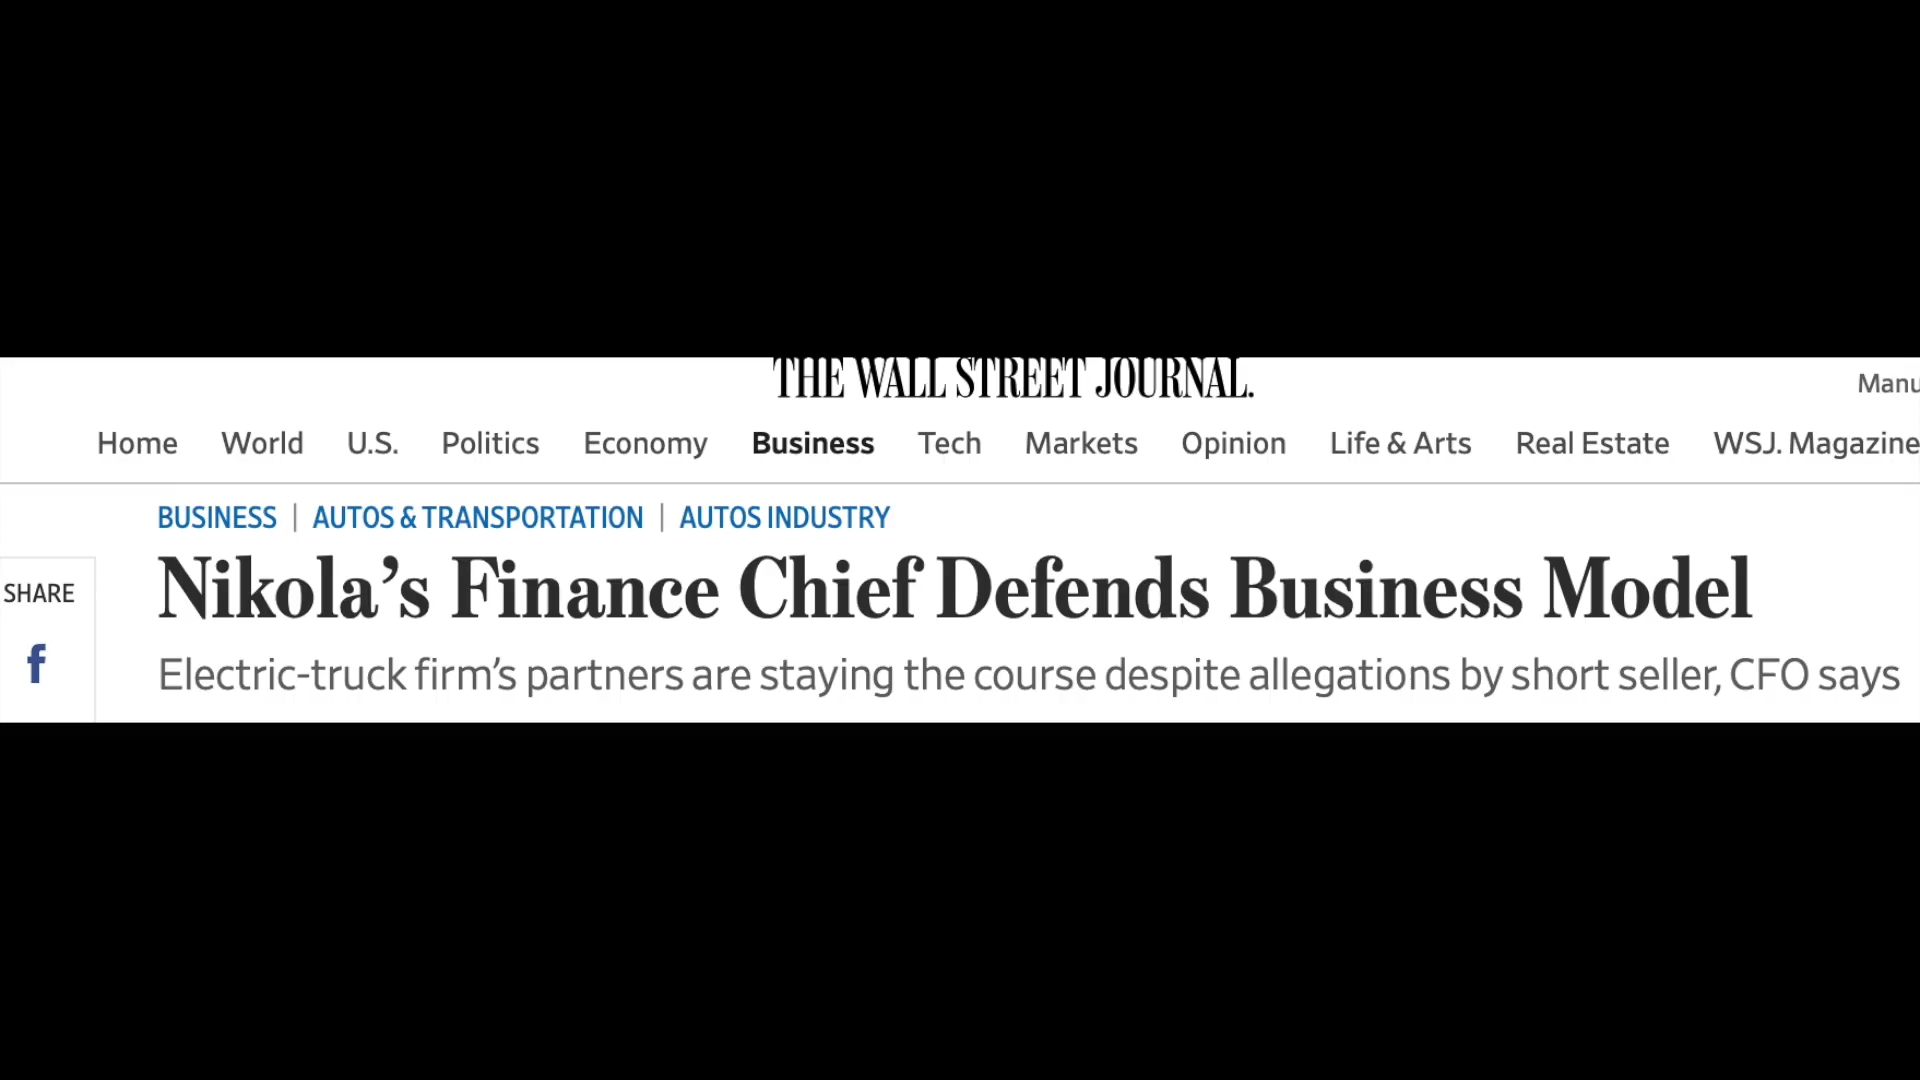 THE WALL STREET JOURNAL.
Home World U.S. Politics Economy Business Tech Markets Opinion Life & Arts Real Estate WSJ. Magazine
BUSINESS | AUTOS & TRANSPORTATION | AUTOS INDUSTRY
Nikola’s Finance Chief Defends Business Model
SHARE
f
Electric-truck firm’s partners are staying the course despite allegations by short seller, CFO says